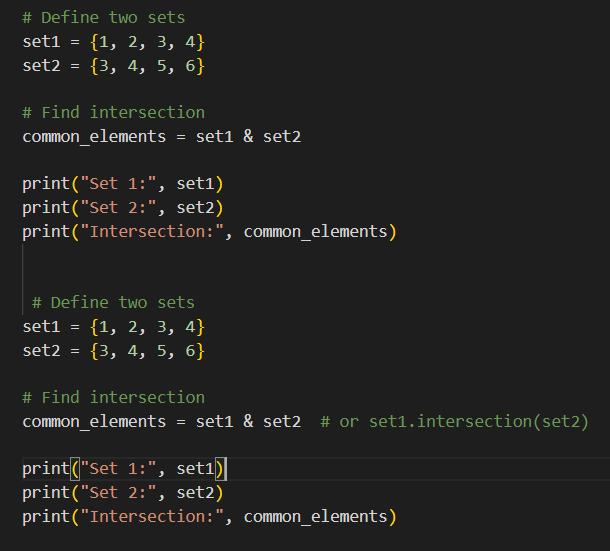 # Define two sets
set1 = {1, 2, 3, 4}
set2 = {3, 4, 5, 6}
# Find intersection
common_elements = set1 & set2
print("Set 1:", set1)
print("Set 2:", set2)
print("Intersection:", common_elements)
# Define two sets
set1 = {1, 2, 3, 4}
set2 = {3, 4, 5, 6}
# Find intersection
common_elements = set1 & set2  # or set1.intersection(set2)
print("Set 1:", set1)
print("Set 2:", set2)
print("Intersection:", common_elements)